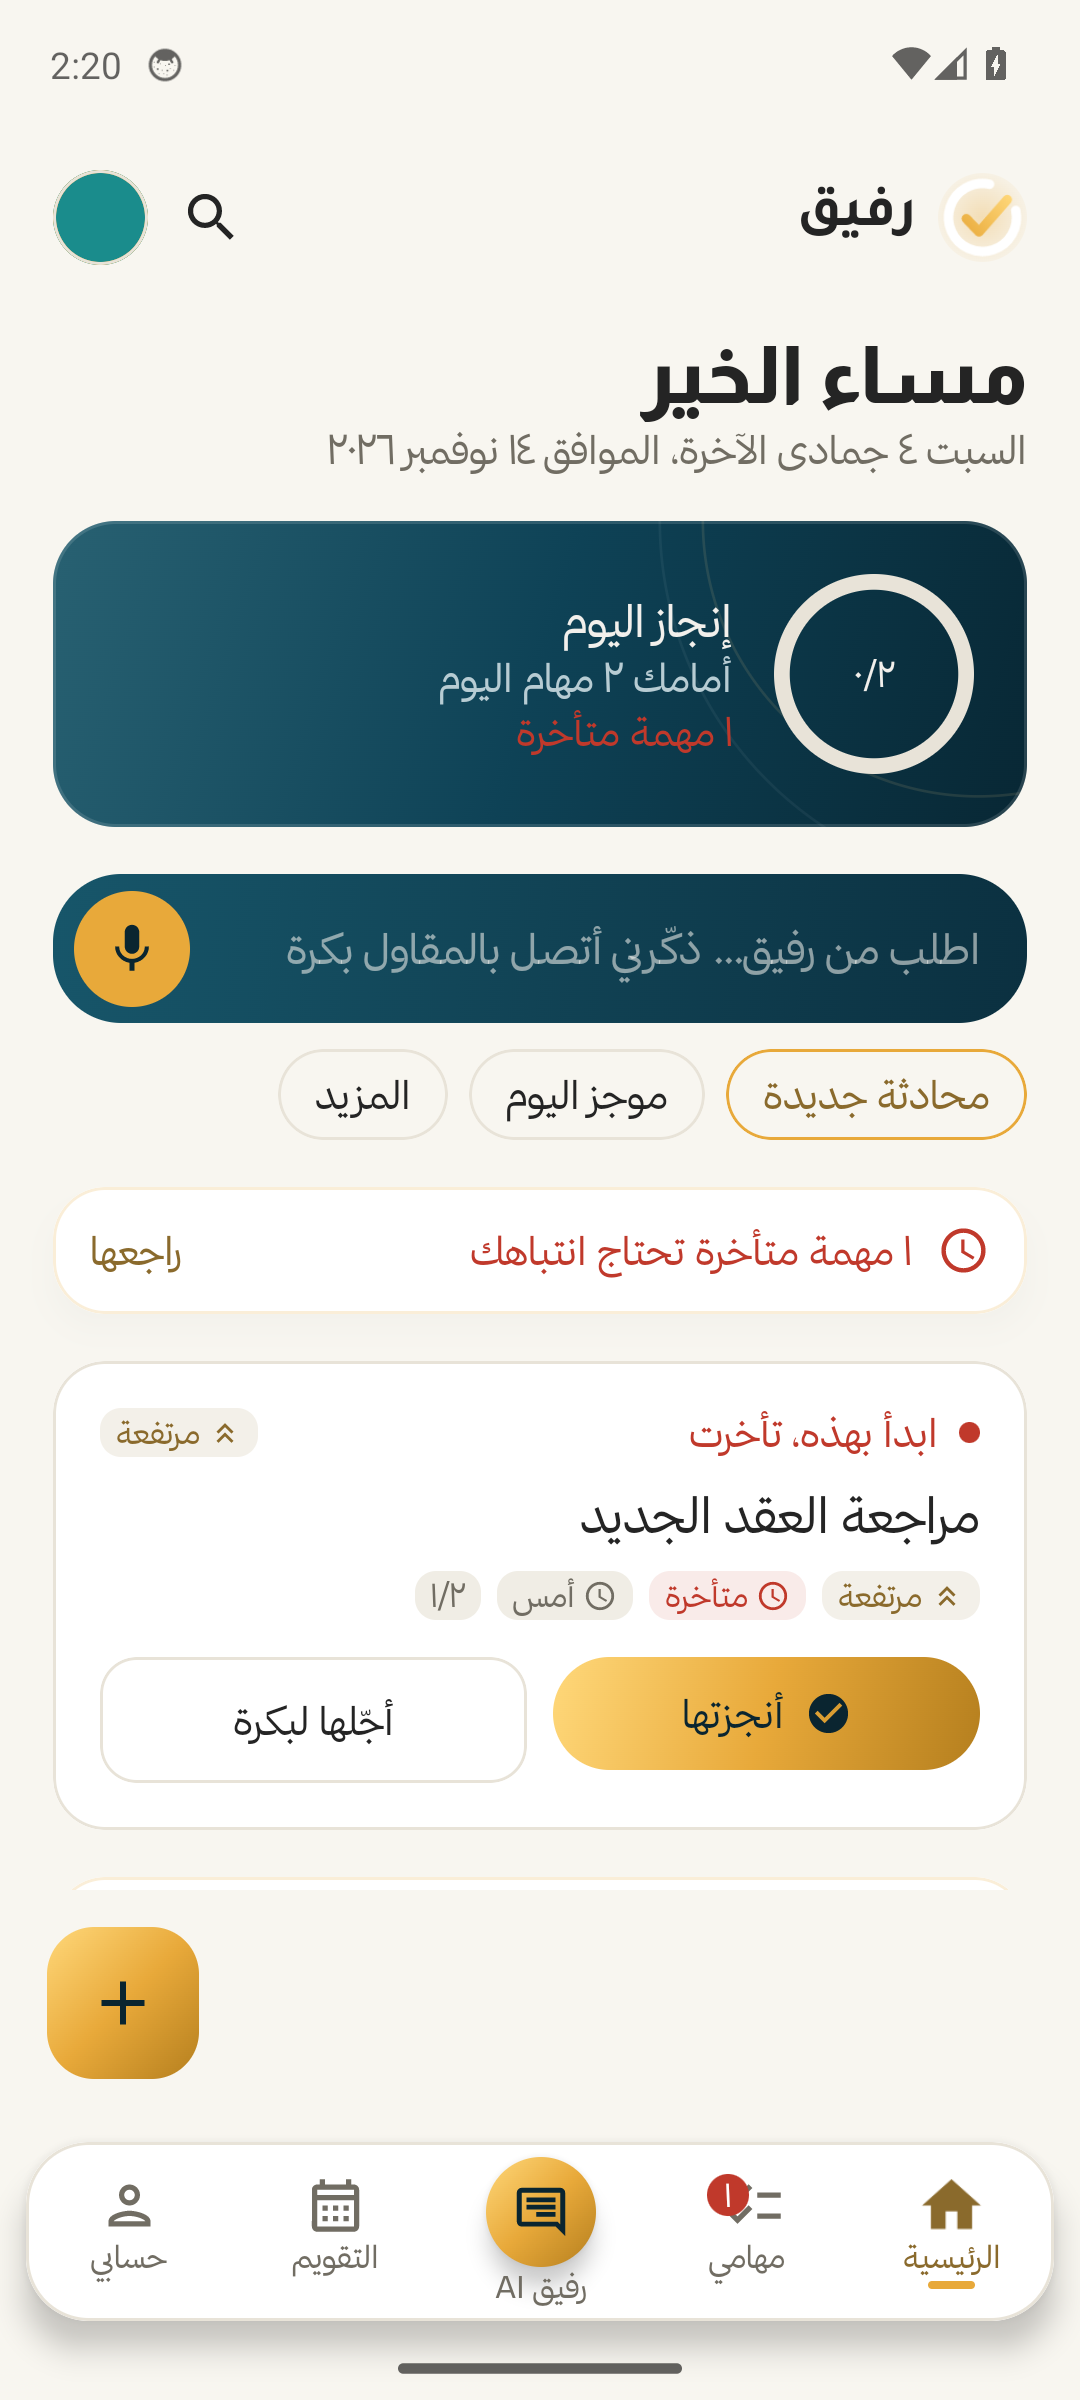 2:20
رفيق
مساء الخير
السبت ٤ جمادى الآخرة، الموافق ١٤ نوفمبر ٢٠٢٦
إنجاز اليوم
أمامك ٢ مهام اليوم
١ مهمة متأخرة
٠/٢
اطلب من رفيق... ذكّرني أتصل بالمقاول بكرة
محادثة جديدة
موجز اليوم
المزيد
١ مهمة متأخرة تحتاج انتباهك
راجعها
ابدأ بهذه، تأخرت
مرتفعة
مراجعة العقد الجديد
مرتفعة
متأخرة
أمس
١/٢
أنجزتها
أجّلها لبكرة
الرئيسية
١
مهامي
رفيق AI
التقويم
حسابي